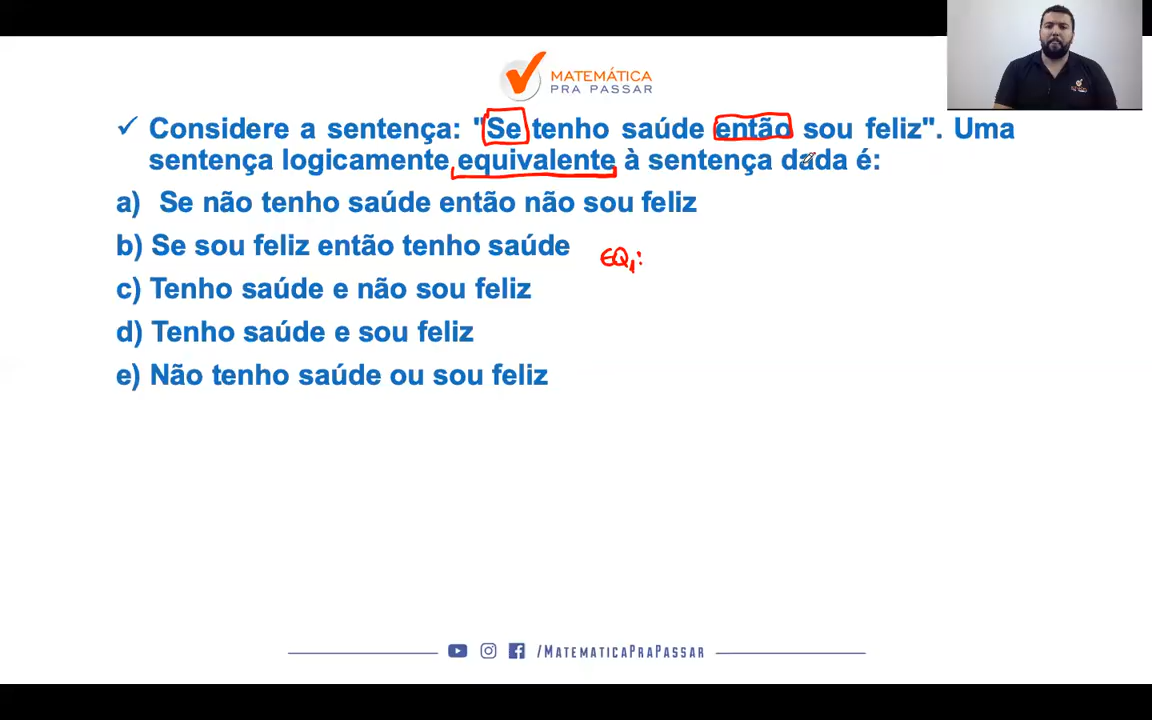 MATEMÁTICA
PRA PASSAR
✓ Considere a sentença: "Se tenho saúde então sou feliz". Uma
sentença logicamente equivalente à sentença dada é:
a) Se não tenho saúde então não sou feliz
b) Se sou feliz então tenho saúde
EQ1:
c) Tenho saúde e não sou feliz
d) Tenho saúde e sou feliz
e) Não tenho saúde ou sou feliz
/MATEMATICAPRAPASSAR